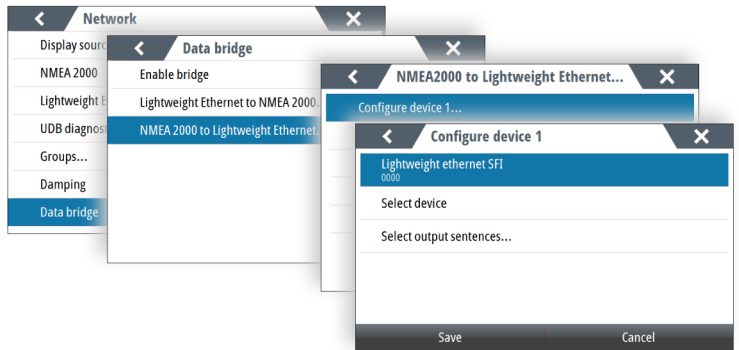 Network
Display sourc
NMEA 2000
Lightweight E
UDB diagnost
Groups...
Damping
Data bridge
Data bridge
Enable bridge
Lightweight Ethernet to NMEA 2000.
NMEA 2000 to Lightweight Ethernet.
NMEA2000 to Lightweight Ethernet...
Configure device 1...
Configure device 1
Lightweight ethernet SFI
0000
Select device
Select output sentences...
Save Cancel